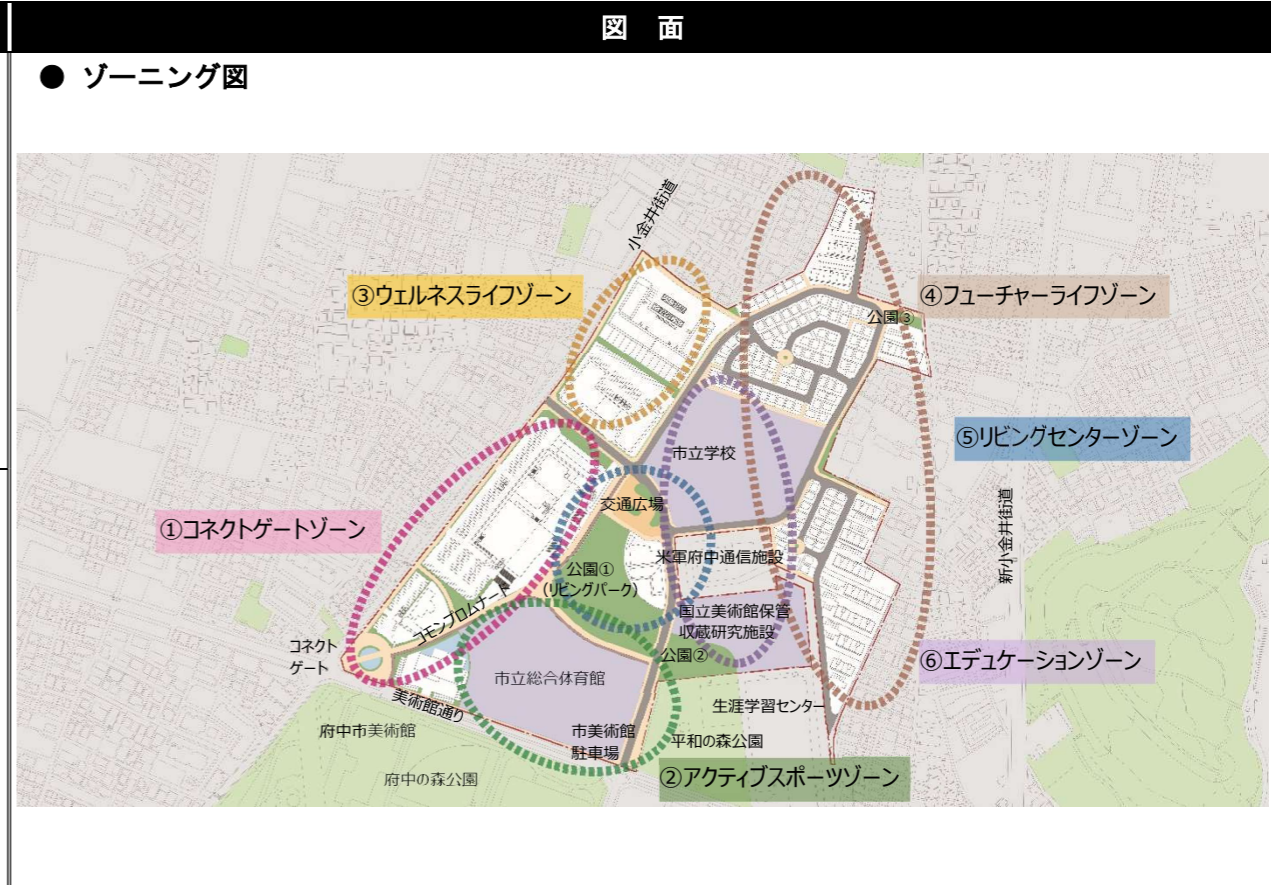 図 面
● ゾーニング図
小金井街道
③ウェルネスライフゾーン
④フューチャーライフゾーン
公園③
⑤リビングセンターゾーン
市立学校
交通広場
新小金井街道
①コネクトゲートゾーン
米軍府中通信施設
公園①
(リビングパーク)
コモンプロムナード
国立美術館保管
収蔵研究施設
コネクト
ゲート
公園②
⑥エデュケーションゾーン
市立総合体育館
美術館通り
生涯学習センター
府中市美術館
市美術館
駐車場
平和の森公園
府中の森公園
②アクティブスポーツゾーン